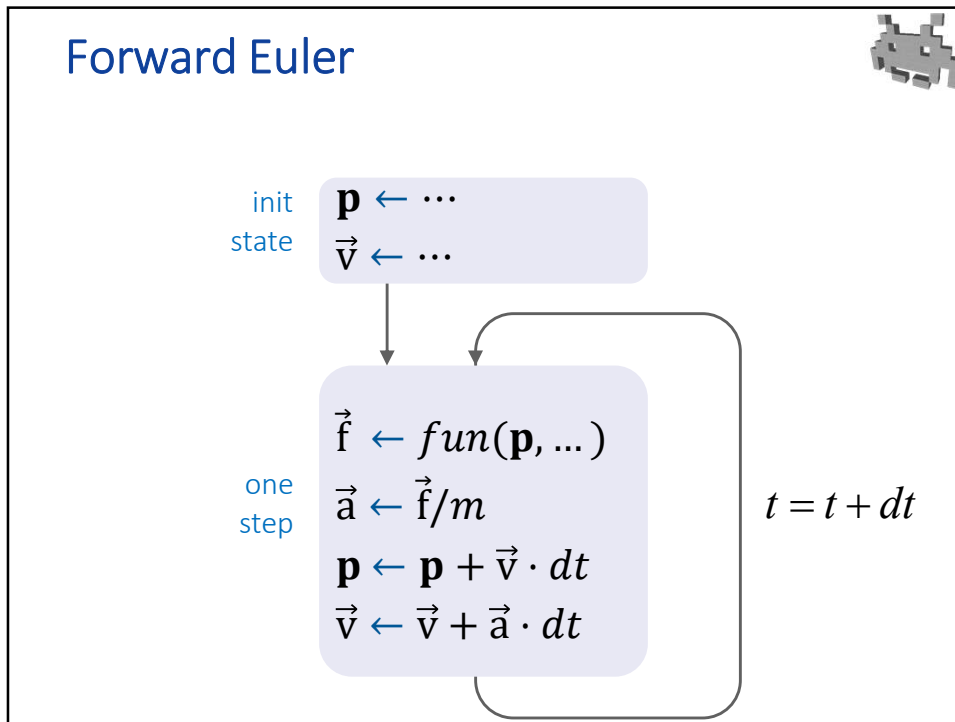 Forward Euler
init
state
𝐩 ← ⋯
v⃗ ← ⋯
one
step
f⃗ ← fun(𝐩, …)
a⃗ ← f⃗/m
𝐩 ← 𝐩 + v⃗ · dt
v⃗ ← v⃗ + a⃗ · dt
t = t + dt